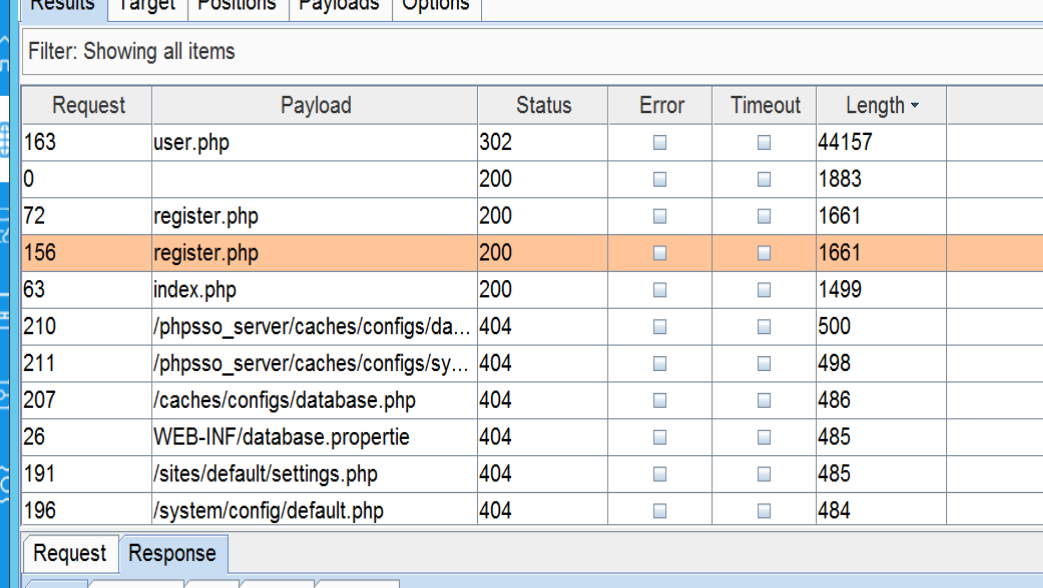 Results Target Positions Payloads Options
Filter: Showing all items
Request Payload Status Error Timeout Length
163 user.php 302 44157
0 200 1883
72 register.php 200 1661
156 register.php 200 1661
63 index.php 200 1499
210 /phpsso_server/caches/configs/da... 404 500
211 /phpsso_server/caches/configs/sy... 404 498
207 /caches/configs/database.php 404 486
26 WEB-INF/database.propertie 404 485
191 /sites/default/settings.php 404 485
196 /system/config/default.php 404 484
Request Response